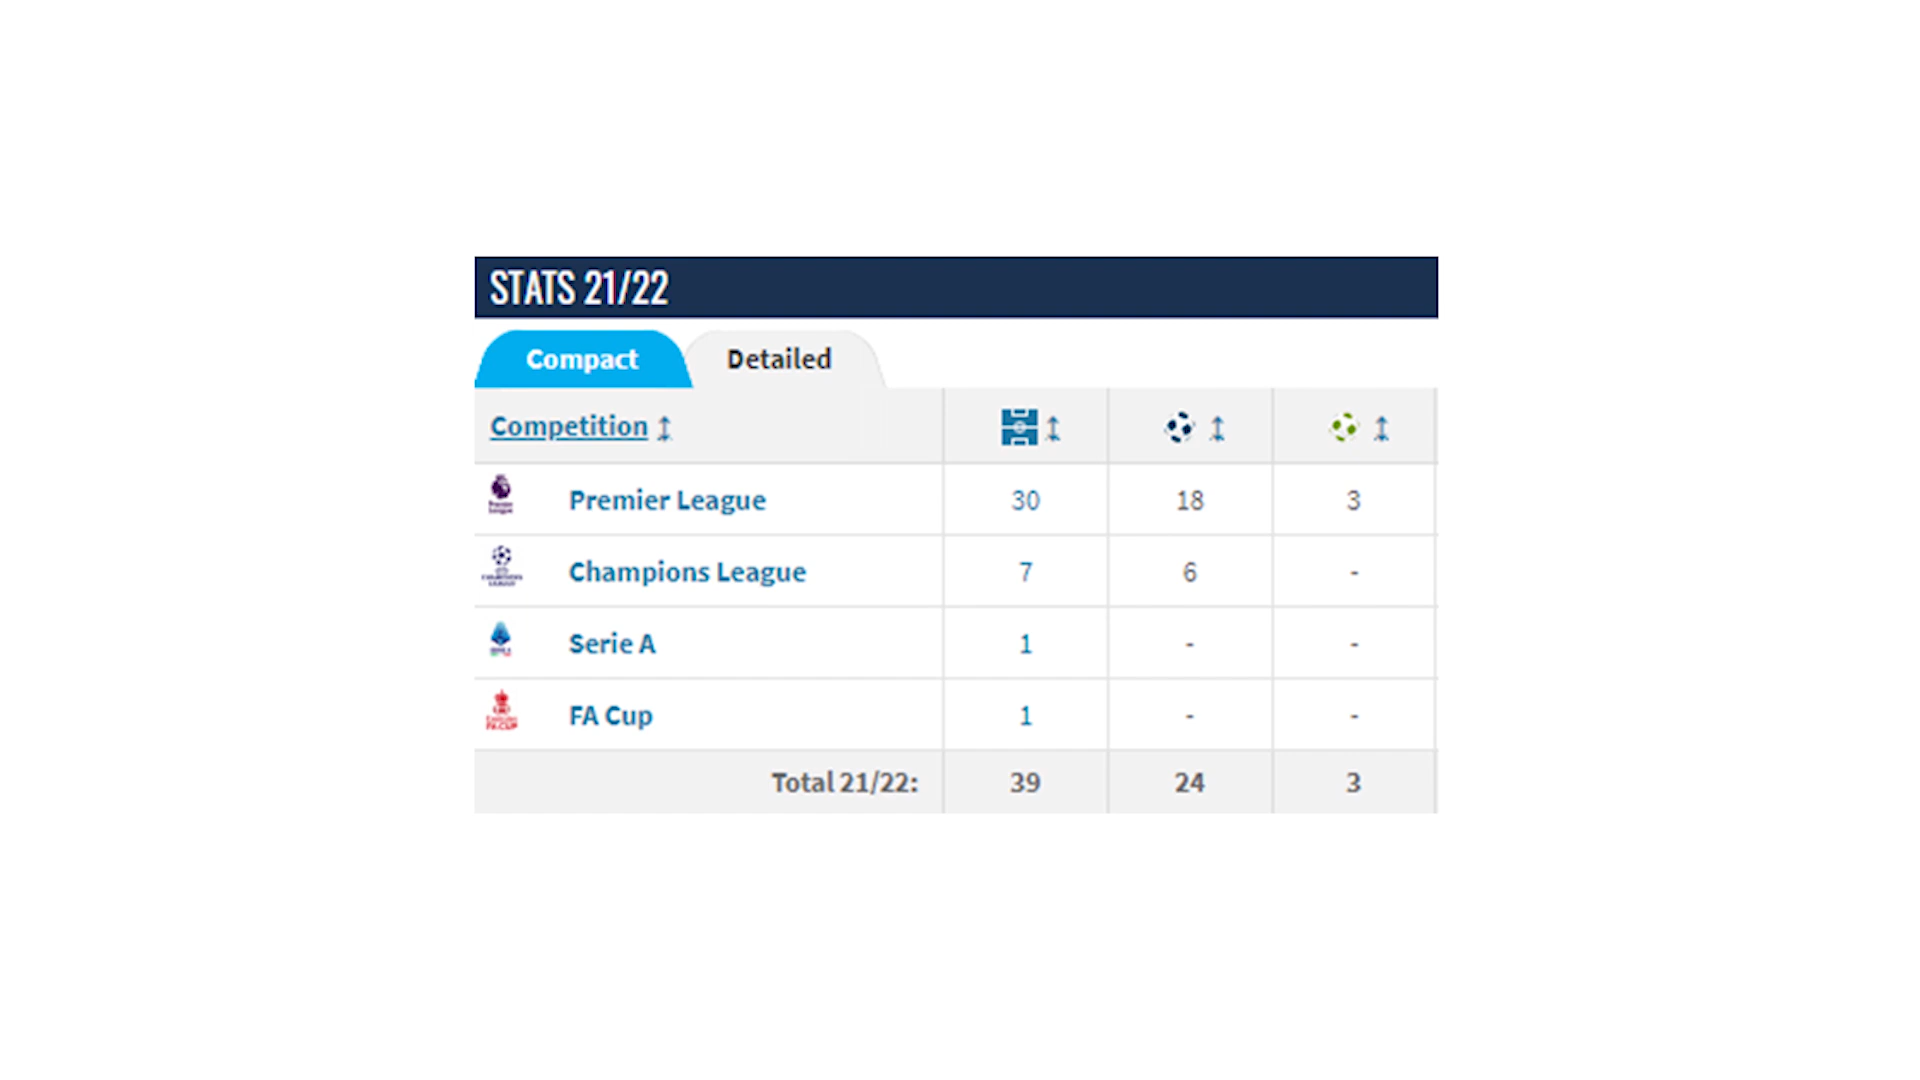 STATS 21/22
Compact Detailed
Competition
Premier League 30 18 3
Champions League 7 6 -
Serie A 1 - -
FA Cup 1 - -
Total 21/22: 39 24 3